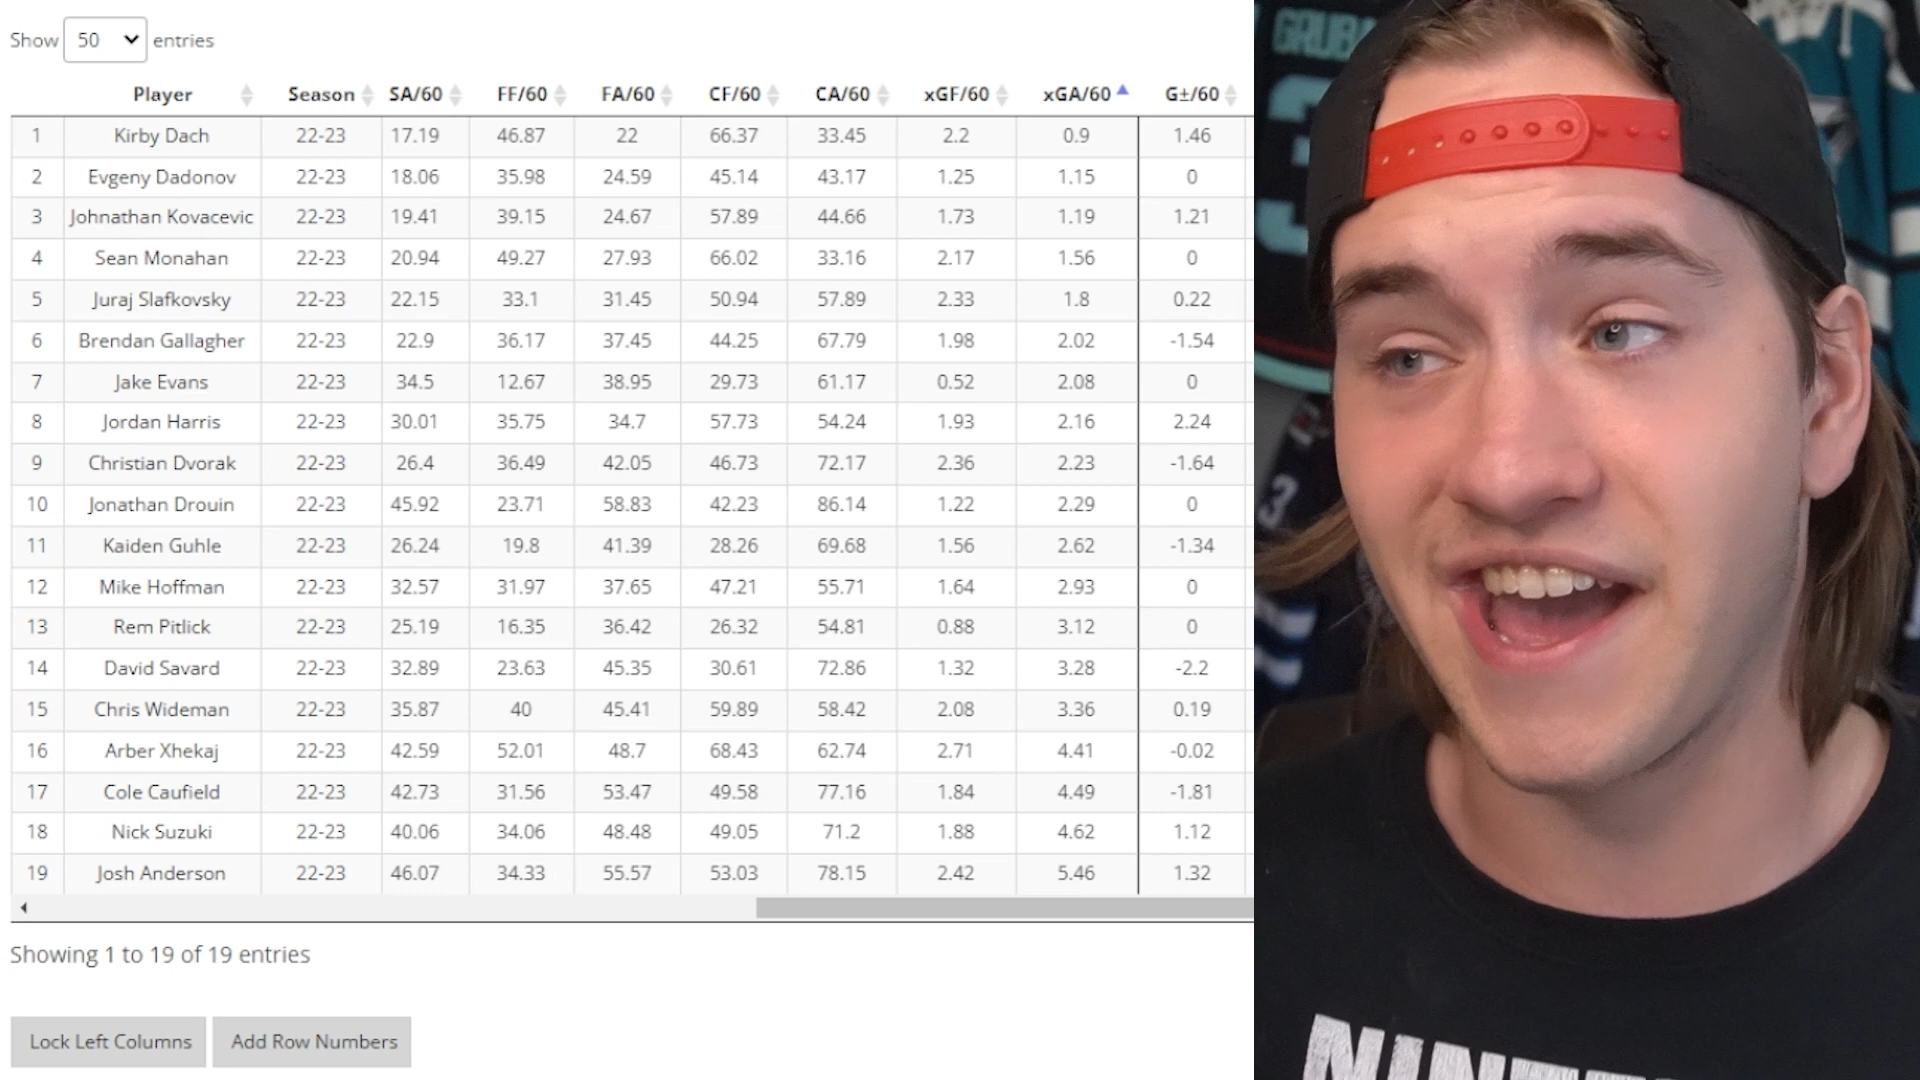 Show 50 entries
Player Season SA/60 FF/60 FA/60 CF/60 CA/60 xGF/60 xGA/60 G±/60
1 Kirby Dach 22-23 17.19 46.87 22 66.37 33.45 2.2 0.9 1.46
2 Evgeny Dadonov 22-23 18.06 35.98 24.59 45.14 43.17 1.25 1.15 0
3 Johnathan Kovacevic 22-23 19.41 39.15 24.67 57.89 44.66 1.73 1.19 1.21
4 Sean Monahan 22-23 20.94 49.27 27.93 66.02 33.16 2.17 1.56 0
5 Juraj Slafkovsky 22-23 22.15 33.1 31.45 50.94 57.89 2.33 1.8 0.22
6 Brendan Gallagher 22-23 22.9 36.17 37.45 44.25 67.79 1.98 2.02 -1.54
7 Jake Evans 22-23 34.5 12.67 38.95 29.73 61.17 0.52 2.08 0
8 Jordan Harris 22-23 30.01 35.75 34.7 57.73 54.24 1.93 2.16 2.24
9 Christian Dvorak 22-23 26.4 36.49 42.05 46.73 72.17 2.36 2.23 -1.64
10 Jonathan Drouin 22-23 45.92 23.71 58.83 42.23 86.14 1.22 2.29 0
11 Kaiden Guhle 22-23 26.24 19.8 41.39 28.26 69.68 1.56 2.62 -1.34
12 Mike Hoffman 22-23 32.57 31.97 37.65 47.21 55.71 1.64 2.93 0
13 Rem Pitlick 22-23 25.19 16.35 36.42 26.32 54.81 0.88 3.12 0
14 David Savard 22-23 32.89 23.63 45.35 30.61 72.86 1.32 3.28 -2.2
15 Chris Wideman 22-23 35.87 40 45.41 59.89 58.42 2.08 3.36 0.19
16 Arber Xhekaj 22-23 42.59 52.01 48.7 68.43 62.74 2.71 4.41 -0.02
17 Cole Caufield 22-23 42.73 31.56 53.47 49.58 77.16 1.84 4.49 -1.81
18 Nick Suzuki 22-23 40.06 34.06 48.48 49.05 71.2 1.88 4.62 1.12
19 Josh Anderson 22-23 46.07 34.33 55.57 53.03 78.15 2.42 5.46 1.32
Showing 1 to 19 of 19 entries
Lock Left Columns Add Row Numbers
GRUBA
3
3